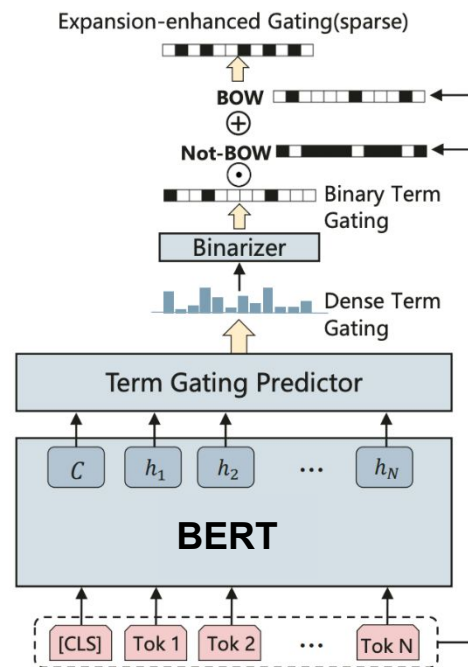 Expansion-enhanced Gating(sparse)
BOW
Not-BOW
Binary Term
Gating
Binarizer
Dense Term
Gating
Term Gating Predictor
C h₁ h₂ ... h_N
BERT
[CLS] Tok 1 Tok 2 ... Tok N